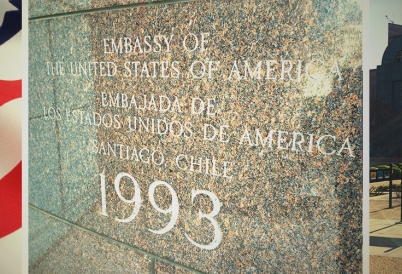 EMBASSY OF
THE UNITED STATES OF AMERICA
EMBAJADA DE
LOS ESTADOS UNIDOS DE AMERICA
SANTIAGO, CHILE
1993